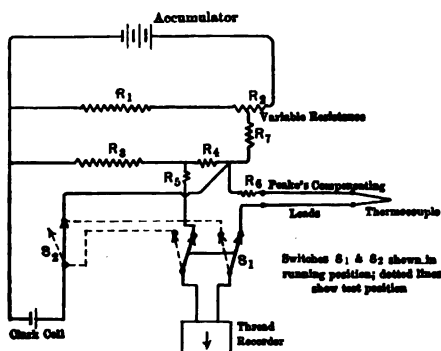 Accumulator
R1
R2
Variable Resistance
R7
R3
R4
R5
R6
Peake's Compensating
Leads
Thermocouple
S2
S1
Switches S1 & S2 shown in
running position; dotted lines
show test position
Clark Cell
Thread
Recorder